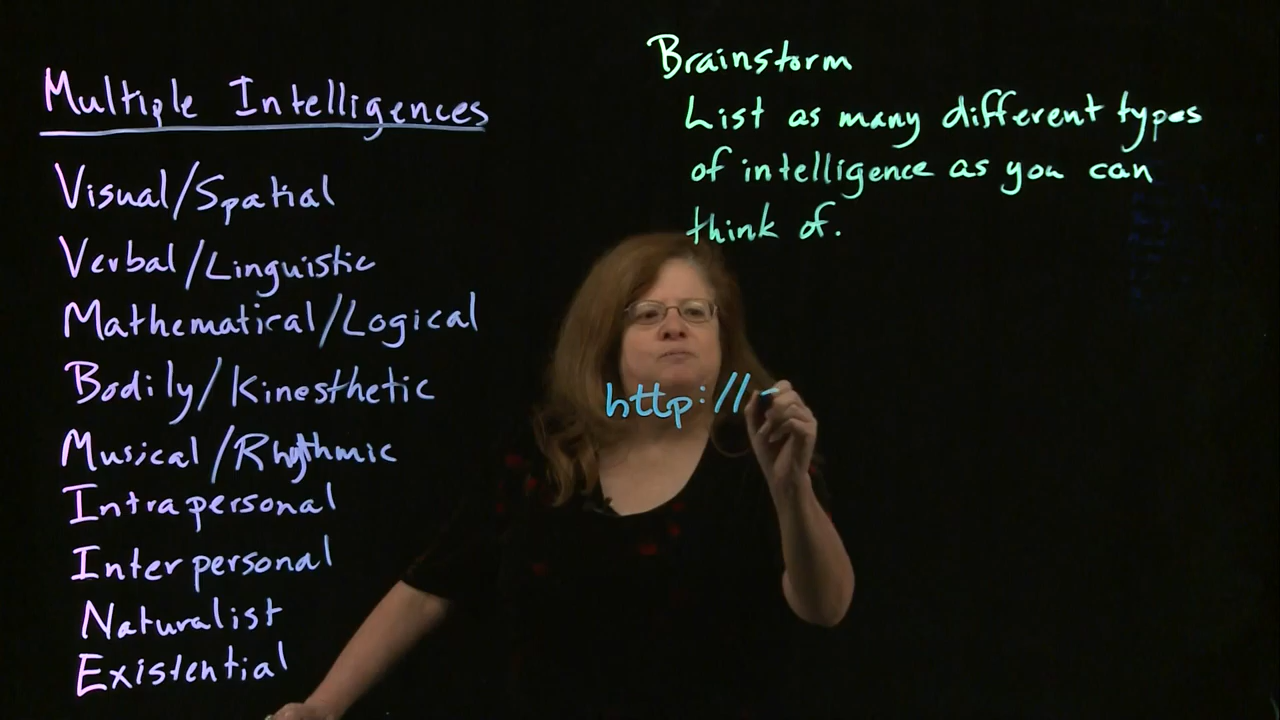 Multiple Intelligences
Visual/Spatial
Verbal/Linguistic
Mathematical/Logical
Bodily/Kinesthetic
Musical/Rhythmic
Intrapersonal
Interpersonal
Naturalist
Existential
Brainstorm
List as many different types
of intelligence as you can
think of.
http://